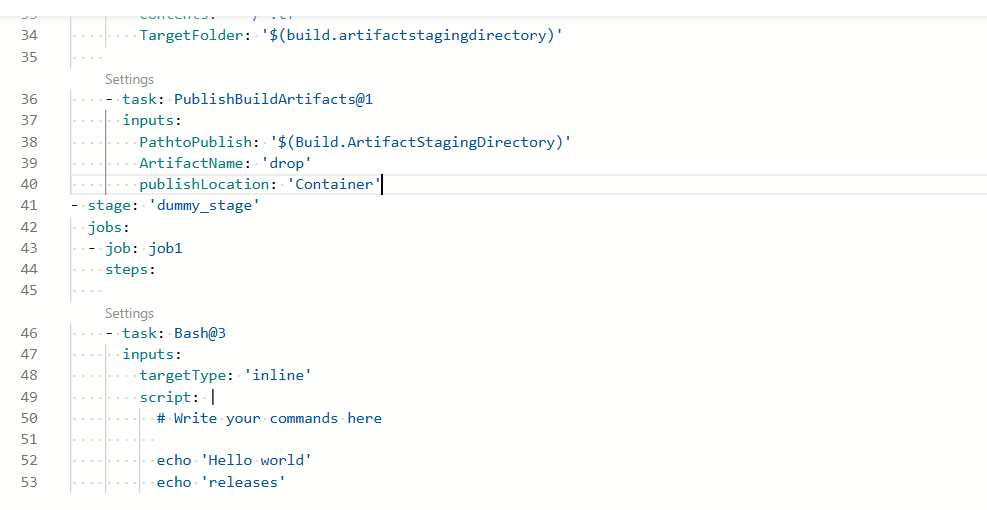 34 TargetFolder: '$(build.artifactstagingdirectory)'
35
Settings
36 - task: PublishBuildArtifacts@1
37 inputs:
38 PathtoPublish: '$(Build.ArtifactStagingDirectory)'
39 ArtifactName: 'drop'
40 publishLocation: 'Container'
41 - stage: 'dummy_stage'
42 jobs:
43 - job: job1
44 steps:
45
Settings
46 - task: Bash@3
47 inputs:
48 targetType: 'inline'
49 script: |
50 # Write your commands here
51
52 echo 'Hello world'
53 echo 'releases'